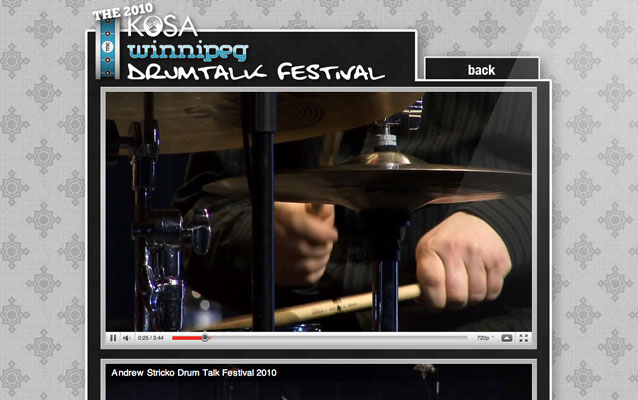 THE 2010
KOSA
winnipeg
DRUMTALK FESTIVAL
back
0:25 / 3:44
720p
Andrew Stricko Drum Talk Festival 2010